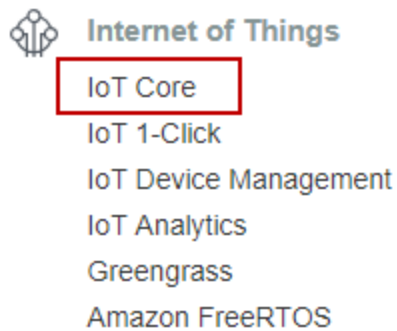 Internet of Things
IoT Core
IoT 1-Click
IoT Device Management
IoT Analytics
Greengrass
Amazon FreeRTOS